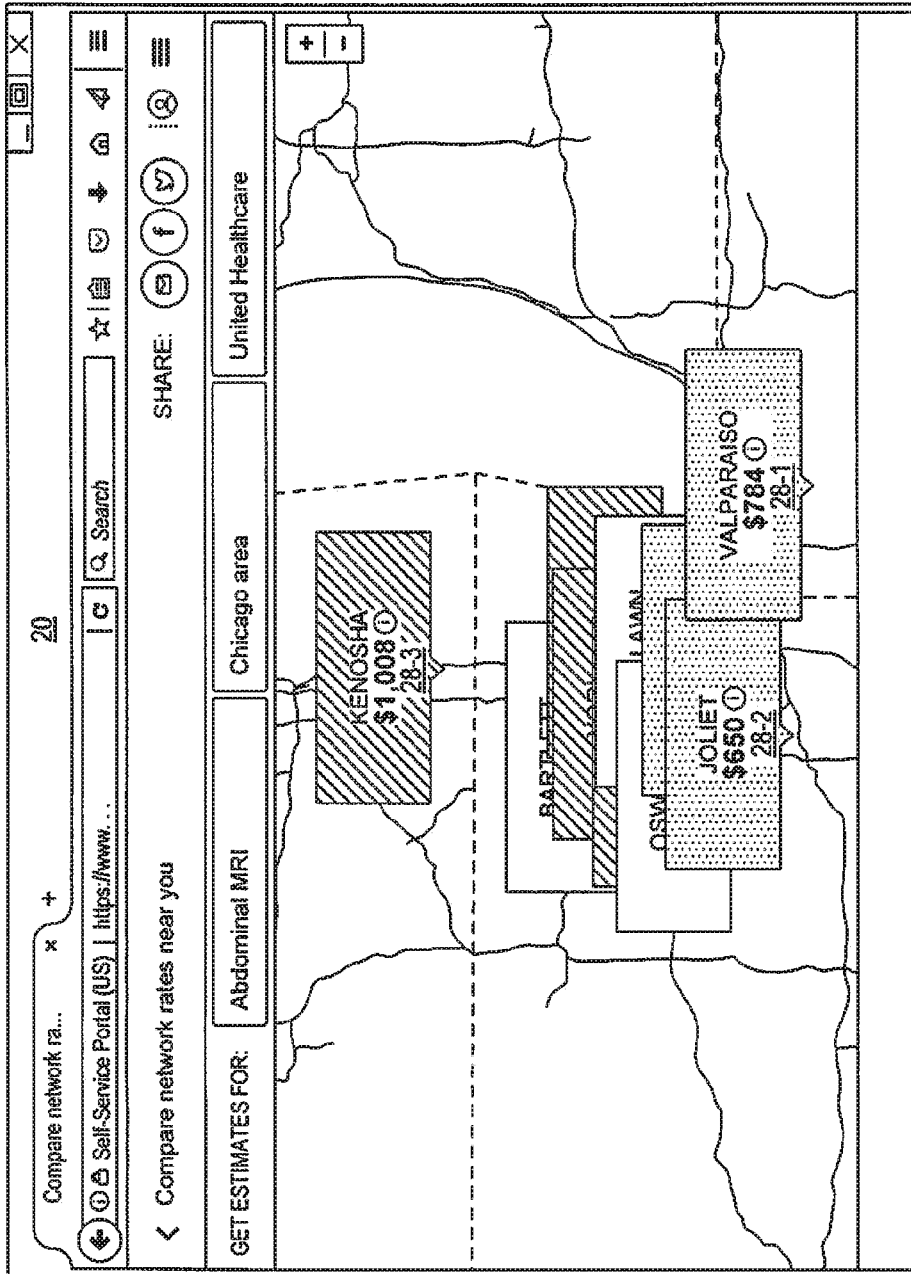 20
Compare network ra... × +
Self-Service Portal (US) | https://www. . .
Search
Compare network rates near you
SHARE:
GET ESTIMATES FOR:
Abdominal MRI
Chicago area
United Healthcare
+
−
KENOSHA
$1,008
28-3
BARTLETT
LAWN
OSW
JOLIET
$650
28-2
VALPARAISO
$784
28-1